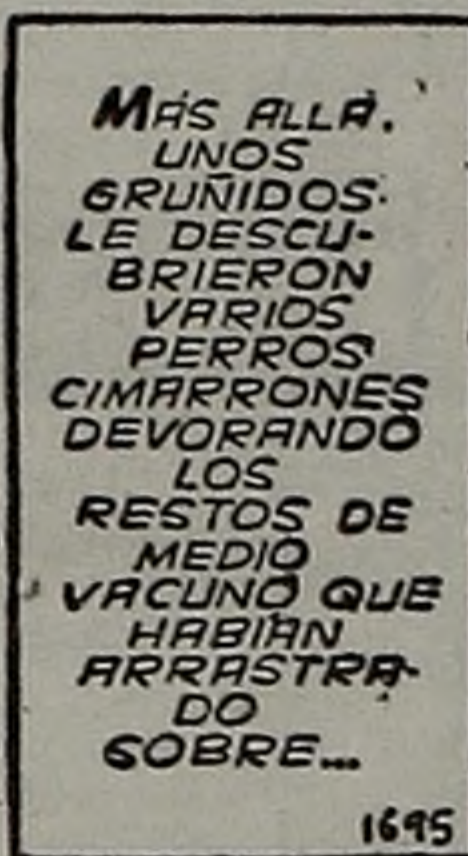 MÁS ALLÁ.
UNOS
GRUÑIDOS
LE DESCU-
BRIERON
VARIOS
PERROS
CIMARRONES
DEVORANDO
LOS
RESTOS DE
MEDIO
VACUNO QUE
HABIAN
ARRASTRA-
DO
SOBRE...
1695